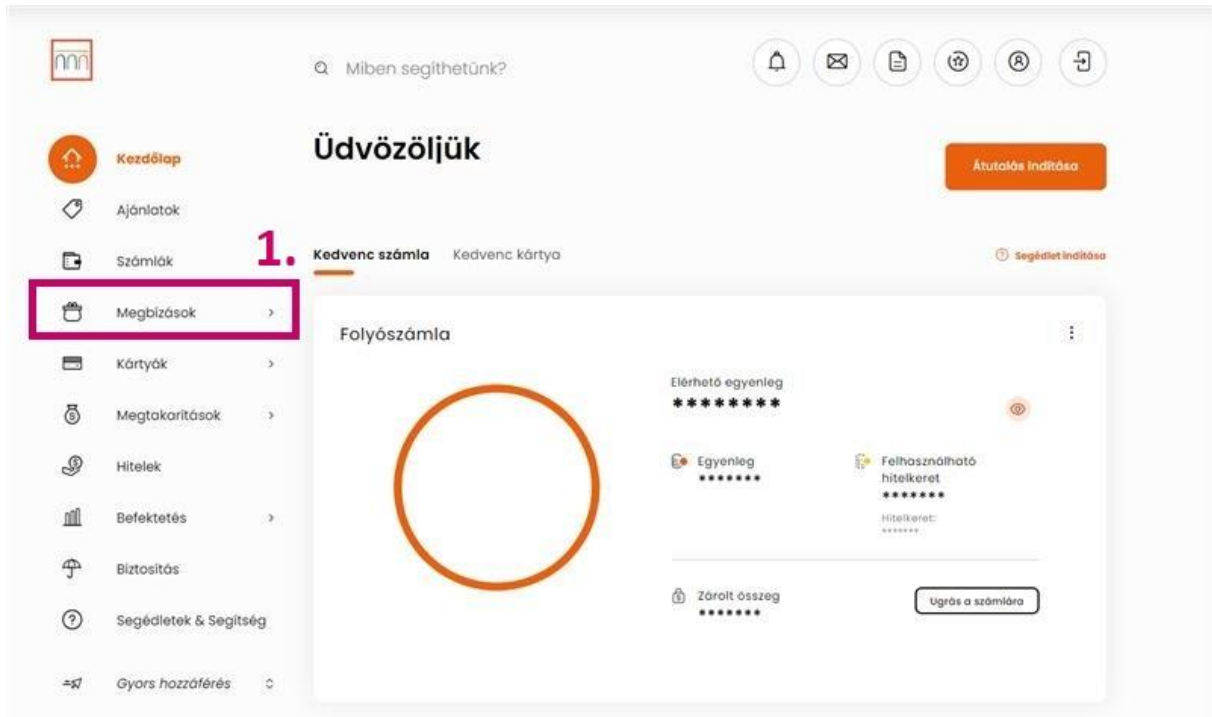 Miben segíthetünk?
Kezdőlap
Ajánlatok
Számlák
Megbízások
Kártyák
Megtakarítások
Hitelek
Befektetés
Biztosítás
Segédletek & Segítség
Gyors hozzáférés
1.
Üdvözöljük
Átutalás indítása
Kedvenc számla Kedvenc kártya
Segédlet indítása
Folyószámla
Elérhető egyenleg
********
Egyenleg
*******
Felhasználható
hitelkeret
*******
Hitelkeret:
*******
Zárolt összeg
*******
Ugrás a számlára